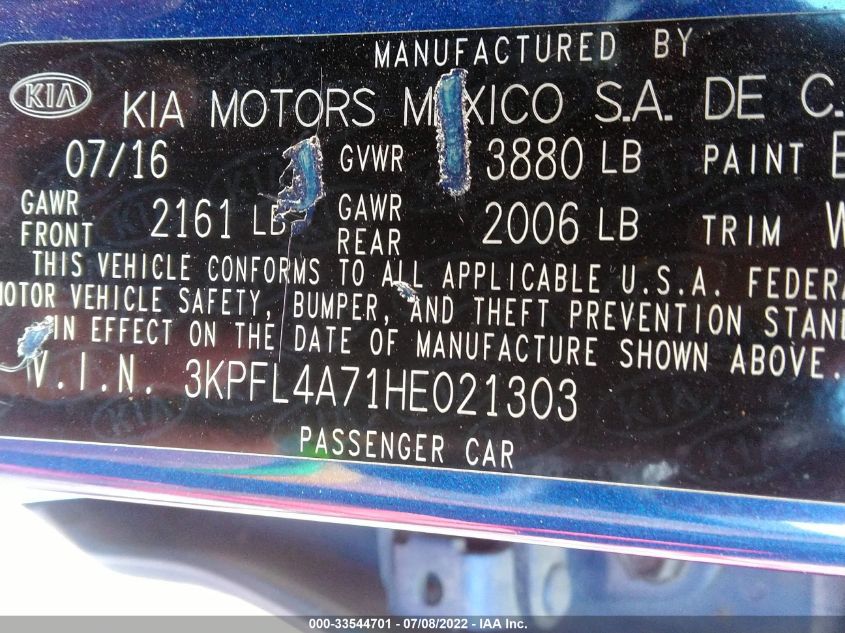 MANUFACTURED BY
KIA KIA MOTORS MEXICO S.A. DE C.
07/16 GVWR 3880 LB PAINT
GAWR FRONT 2161 LB GAWR REAR 2006 LB TRIM W
THIS VEHICLE CONFORMS TO ALL APPLICABLE U.S.A. FEDERA
MOTOR VEHICLE SAFETY, BUMPER, AND THEFT PREVENTION STAN
IN EFFECT ON THE DATE OF MANUFACTURE SHOWN ABOVE.
V.I.N. 3KPFL4A71HE021303
PASSENGER CAR
000-33544701 - 07/08/2022 - IAA Inc.